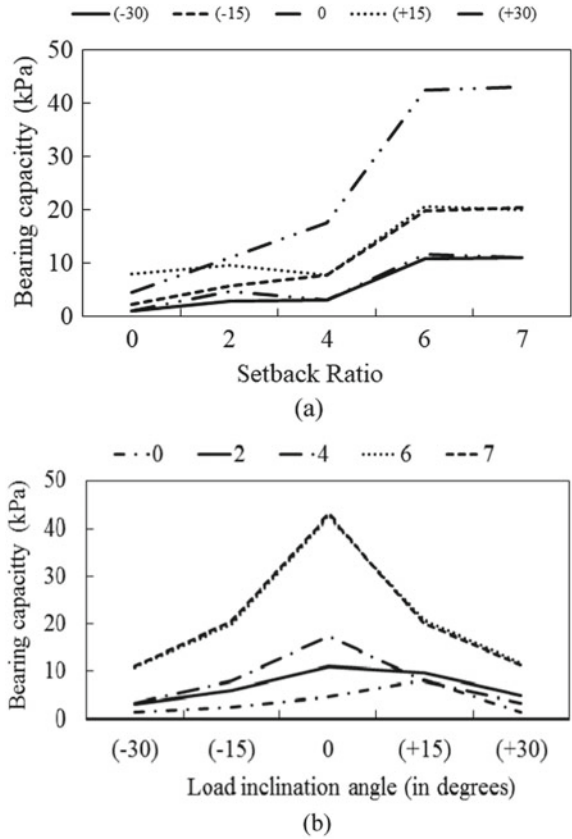 (-30) (-15) 0 (+15) (+30)
50
40
30
20
10
0
Bearing capacitty (kPa)
0 2 4 6 7
Setback Ratio
(a)
0 2 4 6 7
50
40
30
20
10
0
Bearing capacitty (kPa)
(-30) (-15) 0 (+15) (+30)
Load inclination angle (in degrees)
(b)